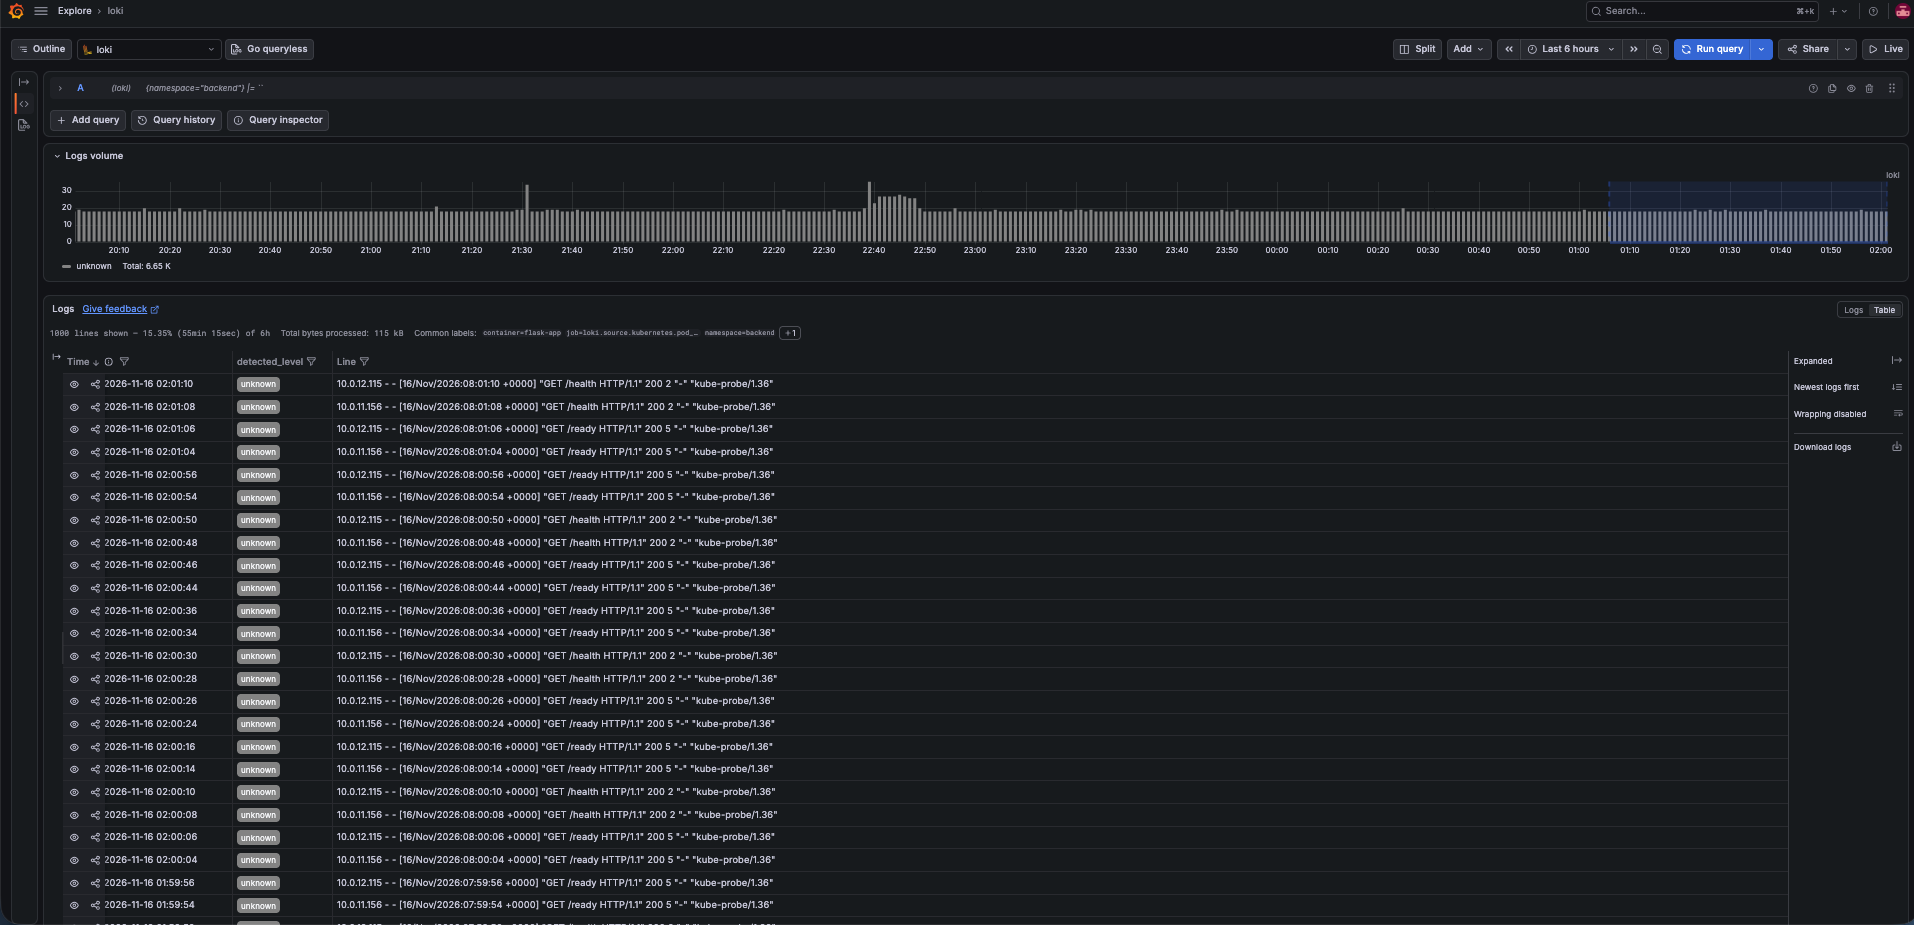 Explore › loki
Search... ⌘+k
Outline loki Go queryless Split Add Last 6 hours Run query Share Live
A (loki) {namespace="backend"} |= ``
Add query Query history Query inspector
Logs volume
loki
30
20
10
0
20:10 20:20 20:30 20:40 20:50 21:00 21:10 21:20 21:30 21:40 21:50 22:00 22:10 22:20 22:30 22:40 22:50 23:00 23:10 23:20 23:30 23:40 23:50 00:00 00:10 00:20 00:30 00:40 00:50 01:00 01:10 01:20 01:30 01:40 01:50 02:00
unknown Total: 6.65 K
Logs Give feedback Logs Table
1000 lines shown — 15.35% (55min 15sec) of 6h Total bytes processed: 115 kB Common labels: container=flask-app job=loki.source.kubernetes.pod_… namespace=backend +1
Time detected_level Line
2026-11-16 02:01:10 unknown 10.0.12.115 - - [16/Nov/2026:08:01:10 +0000] "GET /health HTTP/1.1" 200 2 "-" "kube-probe/1.36"
2026-11-16 02:01:08 unknown 10.0.11.156 - - [16/Nov/2026:08:01:08 +0000] "GET /health HTTP/1.1" 200 2 "-" "kube-probe/1.36"
2026-11-16 02:01:06 unknown 10.0.12.115 - - [16/Nov/2026:08:01:06 +0000] "GET /ready HTTP/1.1" 200 5 "-" "kube-probe/1.36"
2026-11-16 02:01:04 unknown 10.0.11.156 - - [16/Nov/2026:08:01:04 +0000] "GET /ready HTTP/1.1" 200 5 "-" "kube-probe/1.36"
2026-11-16 02:00:56 unknown 10.0.12.115 - - [16/Nov/2026:08:00:56 +0000] "GET /ready HTTP/1.1" 200 5 "-" "kube-probe/1.36"
2026-11-16 02:00:54 unknown 10.0.11.156 - - [16/Nov/2026:08:00:54 +0000] "GET /ready HTTP/1.1" 200 5 "-" "kube-probe/1.36"
2026-11-16 02:00:50 unknown 10.0.12.115 - - [16/Nov/2026:08:00:50 +0000] "GET /health HTTP/1.1" 200 2 "-" "kube-probe/1.36"
2026-11-16 02:00:48 unknown 10.0.11.156 - - [16/Nov/2026:08:00:48 +0000] "GET /health HTTP/1.1" 200 2 "-" "kube-probe/1.36"
2026-11-16 02:00:46 unknown 10.0.12.115 - - [16/Nov/2026:08:00:46 +0000] "GET /ready HTTP/1.1" 200 5 "-" "kube-probe/1.36"
2026-11-16 02:00:44 unknown 10.0.11.156 - - [16/Nov/2026:08:00:44 +0000] "GET /ready HTTP/1.1" 200 5 "-" "kube-probe/1.36"
2026-11-16 02:00:36 unknown 10.0.12.115 - - [16/Nov/2026:08:00:36 +0000] "GET /ready HTTP/1.1" 200 5 "-" "kube-probe/1.36"
2026-11-16 02:00:34 unknown 10.0.11.156 - - [16/Nov/2026:08:00:34 +0000] "GET /ready HTTP/1.1" 200 5 "-" "kube-probe/1.36"
2026-11-16 02:00:30 unknown 10.0.12.115 - - [16/Nov/2026:08:00:30 +0000] "GET /health HTTP/1.1" 200 2 "-" "kube-probe/1.36"
2026-11-16 02:00:28 unknown 10.0.11.156 - - [16/Nov/2026:08:00:28 +0000] "GET /health HTTP/1.1" 200 2 "-" "kube-probe/1.36"
2026-11-16 02:00:26 unknown 10.0.12.115 - - [16/Nov/2026:08:00:26 +0000] "GET /ready HTTP/1.1" 200 5 "-" "kube-probe/1.36"
2026-11-16 02:00:24 unknown 10.0.11.156 - - [16/Nov/2026:08:00:24 +0000] "GET /ready HTTP/1.1" 200 5 "-" "kube-probe/1.36"
2026-11-16 02:00:16 unknown 10.0.12.115 - - [16/Nov/2026:08:00:16 +0000] "GET /ready HTTP/1.1" 200 5 "-" "kube-probe/1.36"
2026-11-16 02:00:14 unknown 10.0.11.156 - - [16/Nov/2026:08:00:14 +0000] "GET /ready HTTP/1.1" 200 5 "-" "kube-probe/1.36"
2026-11-16 02:00:10 unknown 10.0.12.115 - - [16/Nov/2026:08:00:10 +0000] "GET /health HTTP/1.1" 200 2 "-" "kube-probe/1.36"
2026-11-16 02:00:08 unknown 10.0.11.156 - - [16/Nov/2026:08:00:08 +0000] "GET /health HTTP/1.1" 200 2 "-" "kube-probe/1.36"
2026-11-16 02:00:06 unknown 10.0.12.115 - - [16/Nov/2026:08:00:06 +0000] "GET /ready HTTP/1.1" 200 5 "-" "kube-probe/1.36"
2026-11-16 02:00:04 unknown 10.0.11.156 - - [16/Nov/2026:08:00:04 +0000] "GET /ready HTTP/1.1" 200 5 "-" "kube-probe/1.36"
2026-11-16 01:59:56 unknown 10.0.12.115 - - [16/Nov/2026:07:59:56 +0000] "GET /ready HTTP/1.1" 200 5 "-" "kube-probe/1.36"
2026-11-16 01:59:54 unknown 10.0.11.156 - - [16/Nov/2026:07:59:54 +0000] "GET /ready HTTP/1.1" 200 5 "-" "kube-probe/1.36"
Expanded
Newest logs first
Wrapping disabled
Download logs